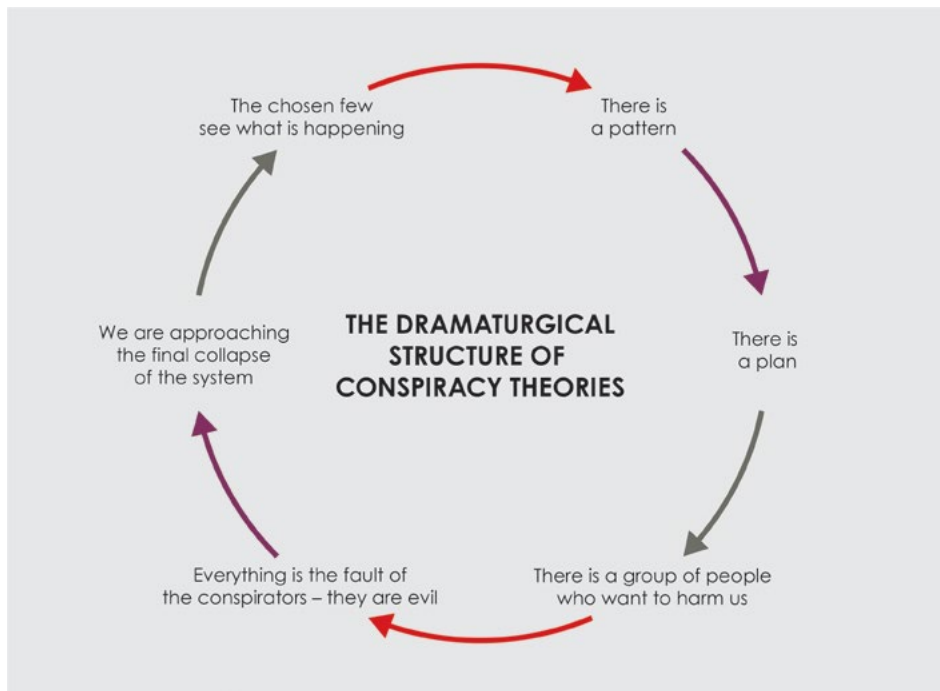 The chosen few
see what is happening
There is
a pattern
There is
a plan
There is a group of people
who want to harm us
Everything is the fault of
the conspirators – they are evil
We are approaching
the final collapse
of the system
THE DRAMATURGICAL
STRUCTURE OF
CONSPIRACY THEORIES